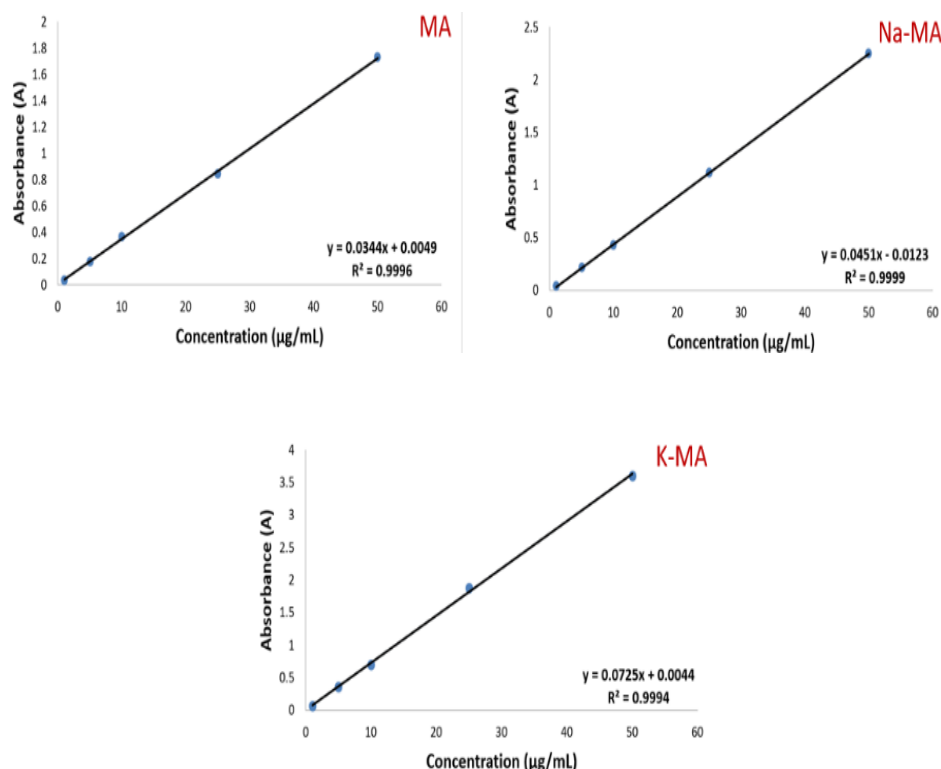 MA
2
1.8
1.6
1.4
1.2
1
0.8
0.6
0.4
0.2
0
Absorbance (A)
y = 0.0344x + 0.0049
R² = 0.9996
0 10 20 30 40 50 60
Concentration (µg/mL)
Na-MA
2.5
2
1.5
1
0.5
0
Absorbance (A)
y = 0.0451x - 0.0123
R² = 0.9999
0 10 20 30 40 50 60
Concentration (µg/mL)
K-MA
4
3.5
3
2.5
2
1.5
1
0.5
0
Absorbance (A)
y = 0.0725x + 0.0044
R² = 0.9994
0 10 20 30 40 50 60
Concentration (µg/mL)